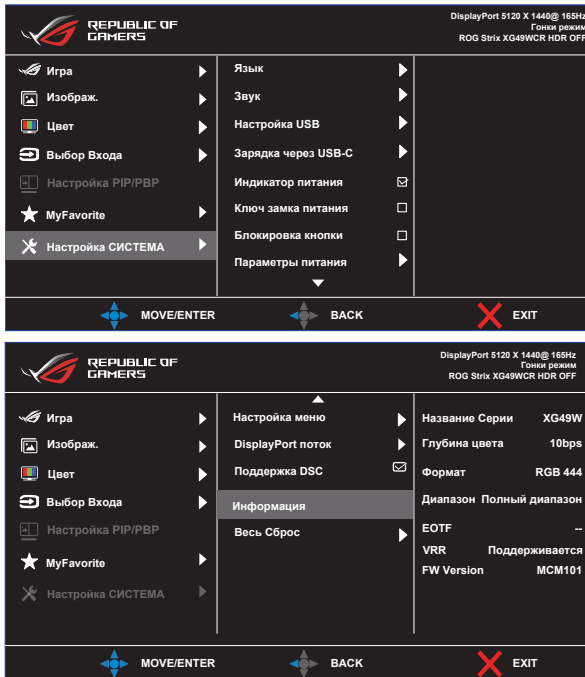 REPUBLIC OF
GAMERS
DisplayPort 5120 X 1440@ 165Hz
Гонки режим
ROG Strix XG49WCR HDR OFF
Игра
Изображ.
Цвет
Выбор Входа
Настройка PIP/PBP
MyFavorite
Настройка СИСТЕМА
Язык
Звук
Настройка USB
Зарядка через USB-C
Индикатор питания
Ключ замка питания
Блокировка кнопки
Параметры питания
MOVE/ENTER
BACK
EXIT
REPUBLIC OF
GAMERS
DisplayPort 5120 X 1440@ 165Hz
Гонки режим
ROG Strix XG49WCR HDR OFF
Игра
Изображ.
Цвет
Выбор Входа
Настройка PIP/PBP
MyFavorite
Настройка СИСТЕМА
Настройка меню
DisplayPort поток
Поддержка DSC
Информация
Весь Сброс
Название Серии XG49W
Глубина цвета 10bps
Формат RGB 444
Диапазон Полный диапазон
EOTF --
VRR Поддерживается
FW Version MCM101
MOVE/ENTER
BACK
EXIT